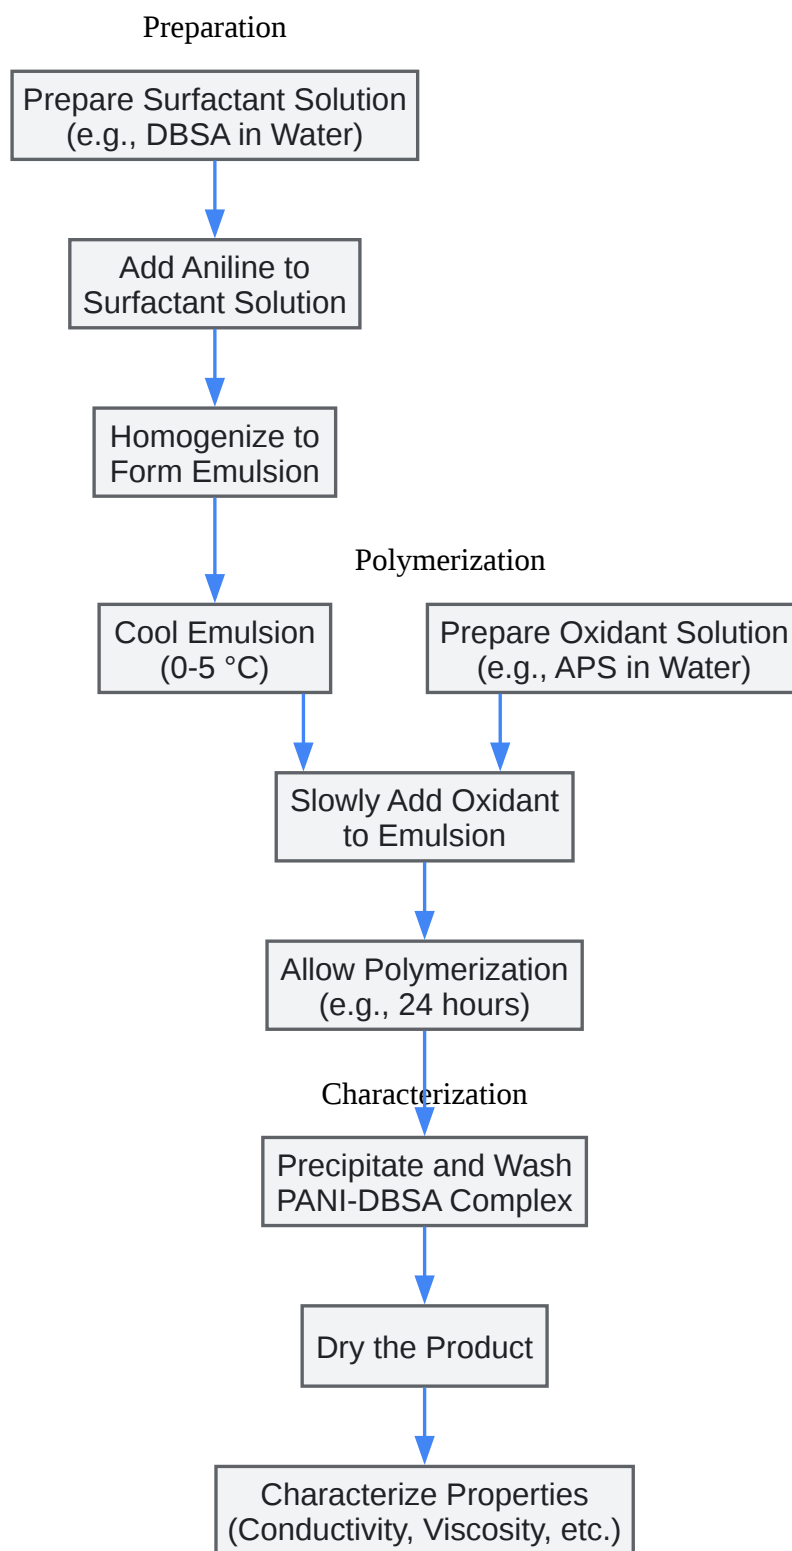 Preparation
Prepare Surfactant Solution
(e.g., DBSA in Water)
Add Aniline to
Surfactant Solution
Homogenize to
Form Emulsion
Polymerization
Cool Emulsion
(0-5 °C)
Prepare Oxidant Solution
(e.g., APS in Water)
Slowly Add Oxidant
to Emulsion
Allow Polymerization
(e.g., 24 hours)
Characterization
Precipitate and Wash
PANI-DBSA Complex
Dry the Product
Characterize Properties
(Conductivity, Viscosity, etc.)